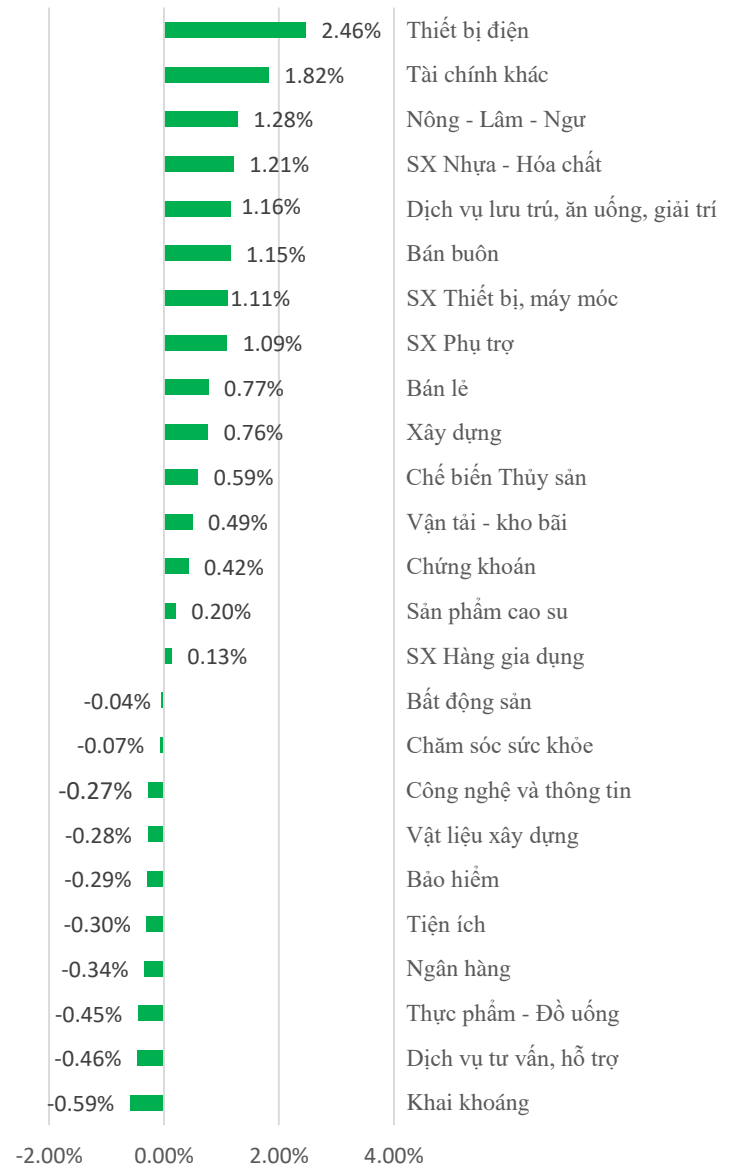 2.46% Thiết bị điện
1.82% Tài chính khác
1.28% Nông - Lâm - Ngư
1.21% SX Nhựa - Hóa chất
1.16% Dịch vụ lưu trú, ăn uống, giải trí
1.15% Bán buôn
1.11% SX Thiết bị, máy móc
1.09% SX Phụ trợ
0.77% Bán lẻ
0.76% Xây dựng
0.59% Chế biến Thủy sản
0.49% Vận tải - kho bãi
0.42% Chứng khoán
0.20% Sản phẩm cao su
0.13% SX Hàng gia dụng
-0.04% Bất động sản
-0.07% Chăm sóc sức khỏe
-0.27% Công nghệ và thông tin
-0.28% Vật liệu xây dựng
-0.29% Bảo hiểm
-0.30% Tiện ích
-0.34% Ngân hàng
-0.45% Thực phẩm - Đồ uống
-0.46% Dịch vụ tư vấn, hỗ trợ
-0.59% Khai khoáng
-2.00% 0.00% 2.00% 4.00%